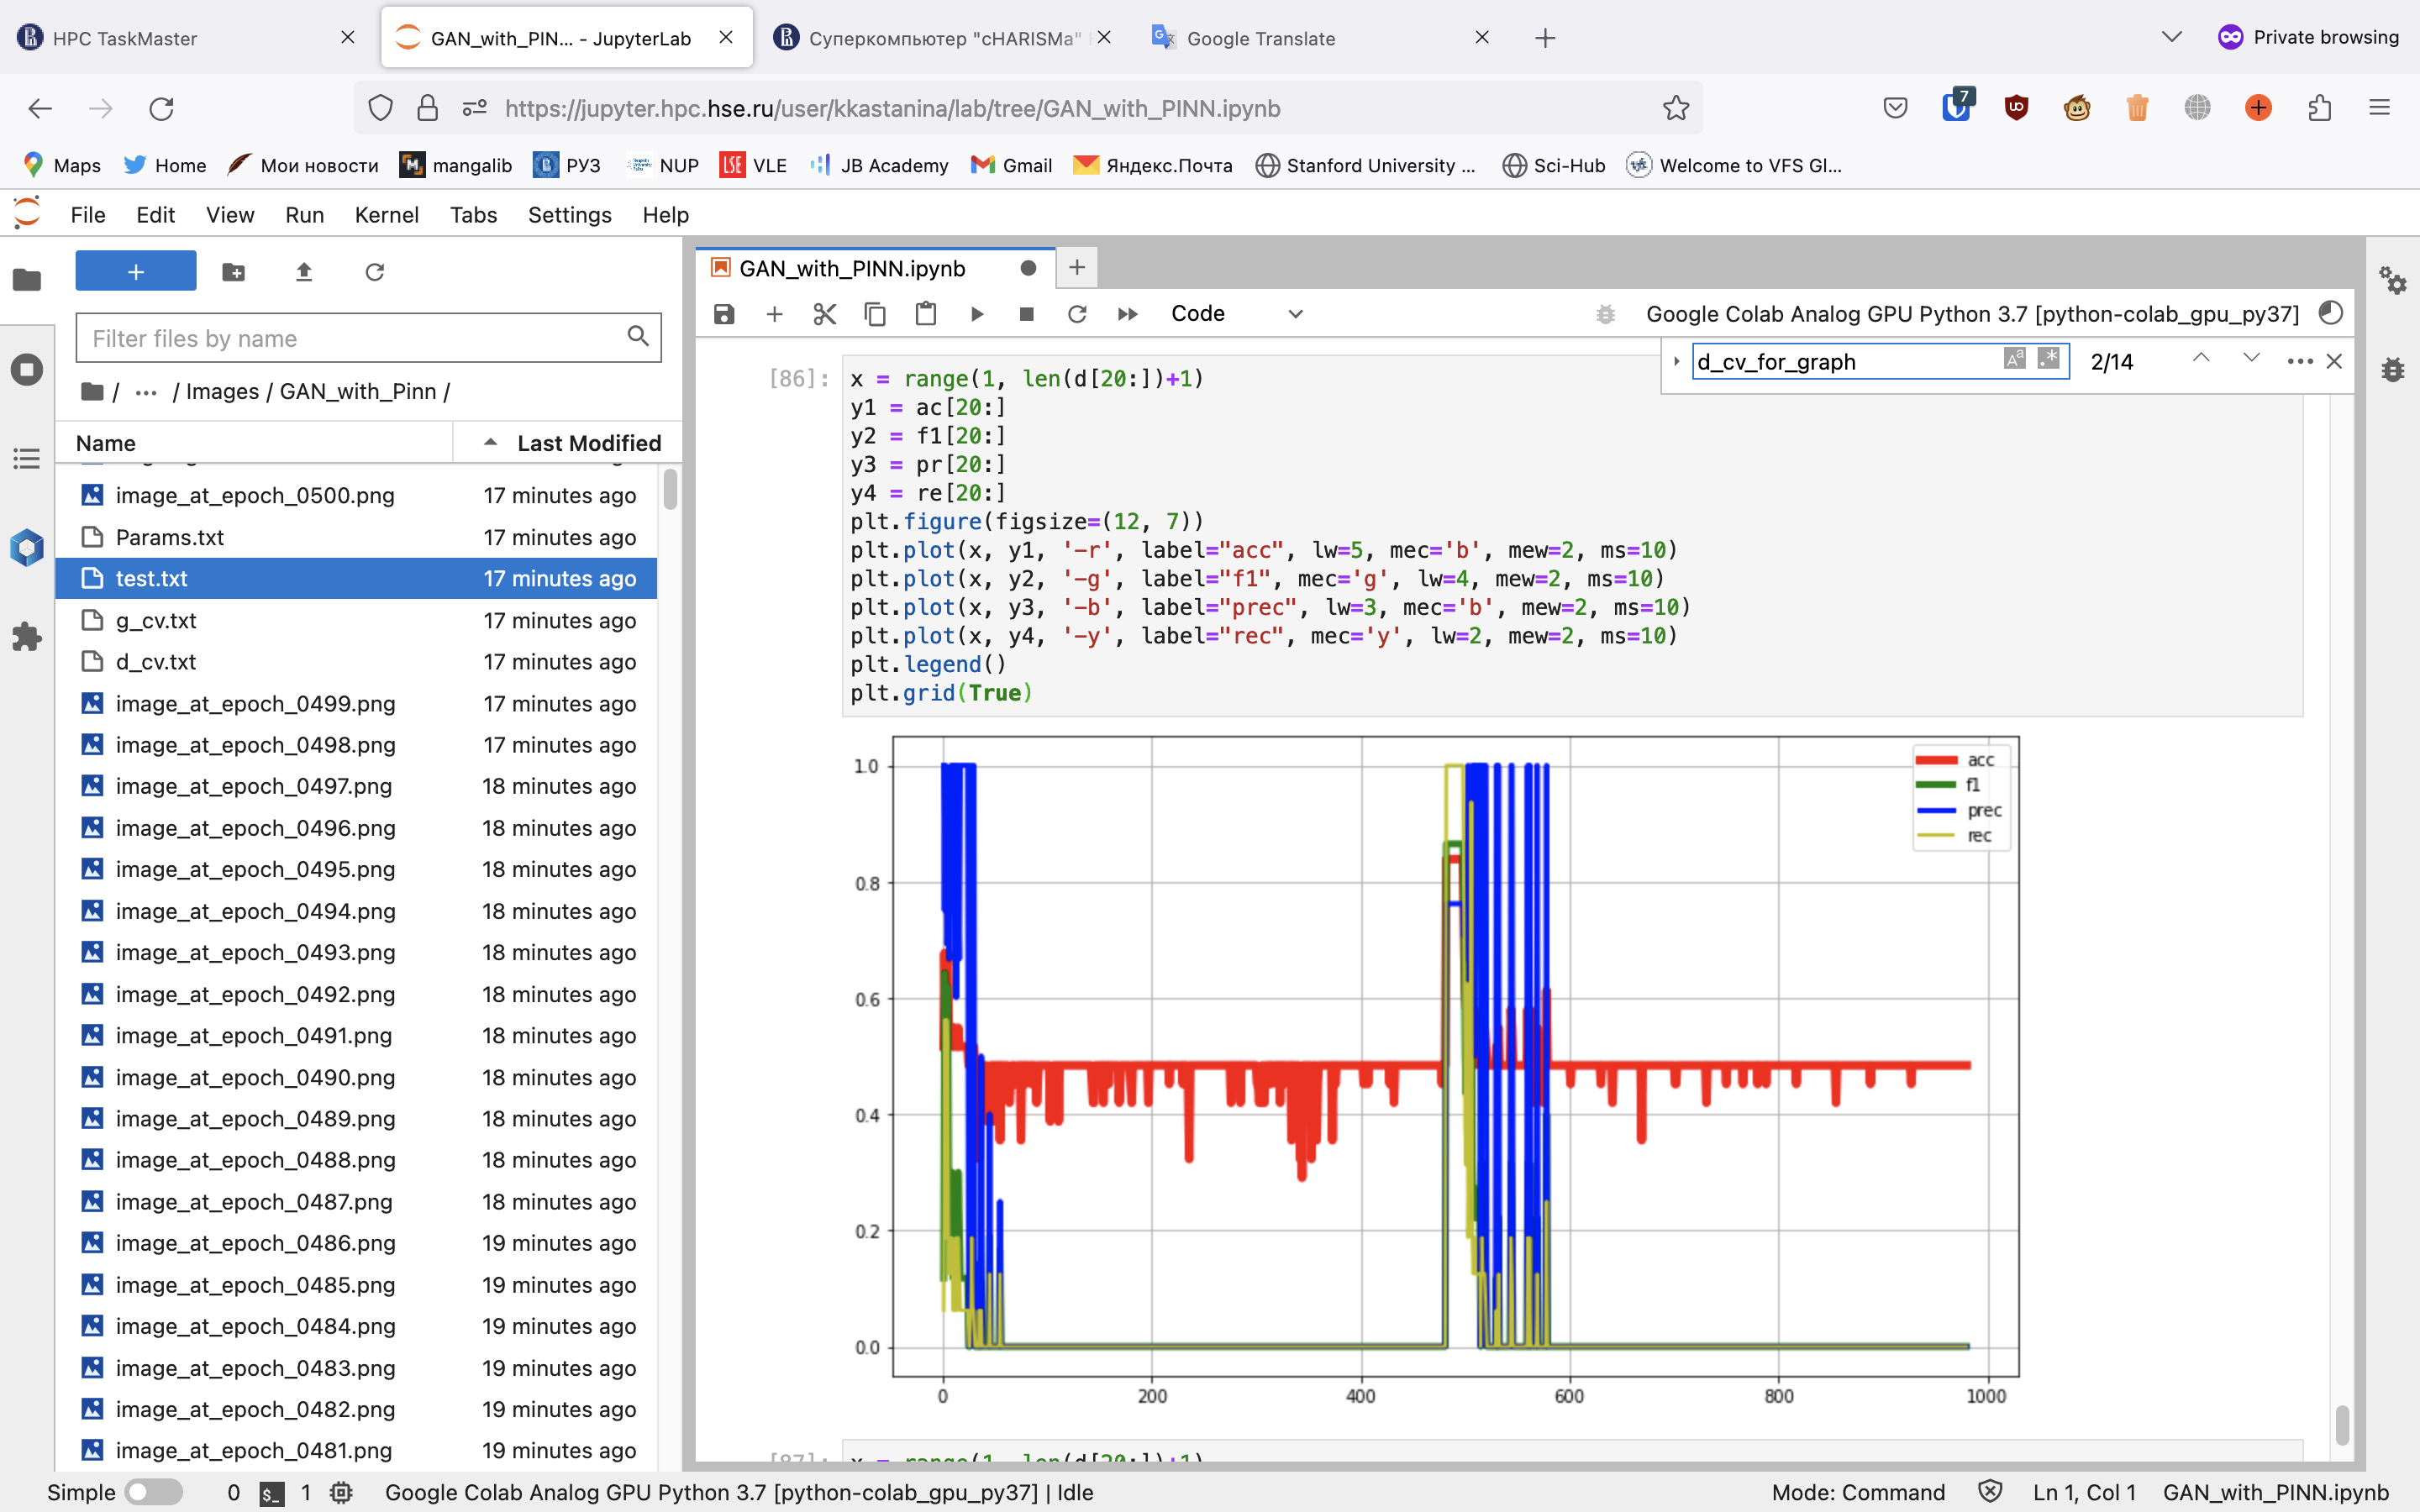 HPC TaskMaster
GAN_with_PIN... - JupyterLab
Суперкомпьютер "cHARISMa"
Google Translate
Private browsing
https://jupyter.hpc.hse.ru/user/kkastanina/lab/tree/GAN_with_PINN.ipynb
7
Maps
Home
Мои новости
mangalib
РУЗ
NUP
LSE VLE
JB Academy
Gmail
Яндекс.Почта
Stanford University ...
Sci-Hub
Welcome to VFS Gl...
File Edit View Run Kernel Tabs Settings Help
+
Filter files by name
/ ... / Images / GAN_with_Pinn /
Name Last Modified
image_at_epoch_0500.png 17 minutes ago
Params.txt 17 minutes ago
test.txt 17 minutes ago
g_cv.txt 17 minutes ago
d_cv.txt 17 minutes ago
image_at_epoch_0499.png 17 minutes ago
image_at_epoch_0498.png 17 minutes ago
image_at_epoch_0497.png 18 minutes ago
image_at_epoch_0496.png 18 minutes ago
image_at_epoch_0495.png 18 minutes ago
image_at_epoch_0494.png 18 minutes ago
image_at_epoch_0493.png 18 minutes ago
image_at_epoch_0492.png 18 minutes ago
image_at_epoch_0491.png 18 minutes ago
image_at_epoch_0490.png 18 minutes ago
image_at_epoch_0489.png 18 minutes ago
image_at_epoch_0488.png 18 minutes ago
image_at_epoch_0487.png 18 minutes ago
image_at_epoch_0486.png 19 minutes ago
image_at_epoch_0485.png 19 minutes ago
image_at_epoch_0484.png 19 minutes ago
image_at_epoch_0483.png 19 minutes ago
image_at_epoch_0482.png 19 minutes ago
image_at_epoch_0481.png 19 minutes ago
GAN_with_PINN.ipynb
Code
Google Colab Analog GPU Python 3.7 [python-colab_gpu_py37]
d_cv_for_graph
2/14
[86]: x = range(1, len(d[20:])+1)
y1 = ac[20:]
y2 = f1[20:]
y3 = pr[20:]
y4 = re[20:]
plt.figure(figsize=(12, 7))
plt.plot(x, y1, '-r', label="acc", lw=5, mec='b', mew=2, ms=10)
plt.plot(x, y2, '-g', label="f1", mec='g', lw=4, mew=2, ms=10)
plt.plot(x, y3, '-b', label="prec", lw=3, mec='b', mew=2, ms=10)
plt.plot(x, y4, '-y', label="rec", mec='y', lw=2, mew=2, ms=10)
plt.legend()
plt.grid(True)
acc
f1
prec
rec
1.0
0.8
0.6
0.4
0.2
0.0
0 200 400 600 800 1000
[87]: x = range(1, len(d[20:])+1)
Simple 0 1 Google Colab Analog GPU Python 3.7 [python-colab_gpu_py37] | Idle
Mode: Command Ln 1, Col 1 GAN_with_PINN.ipynb